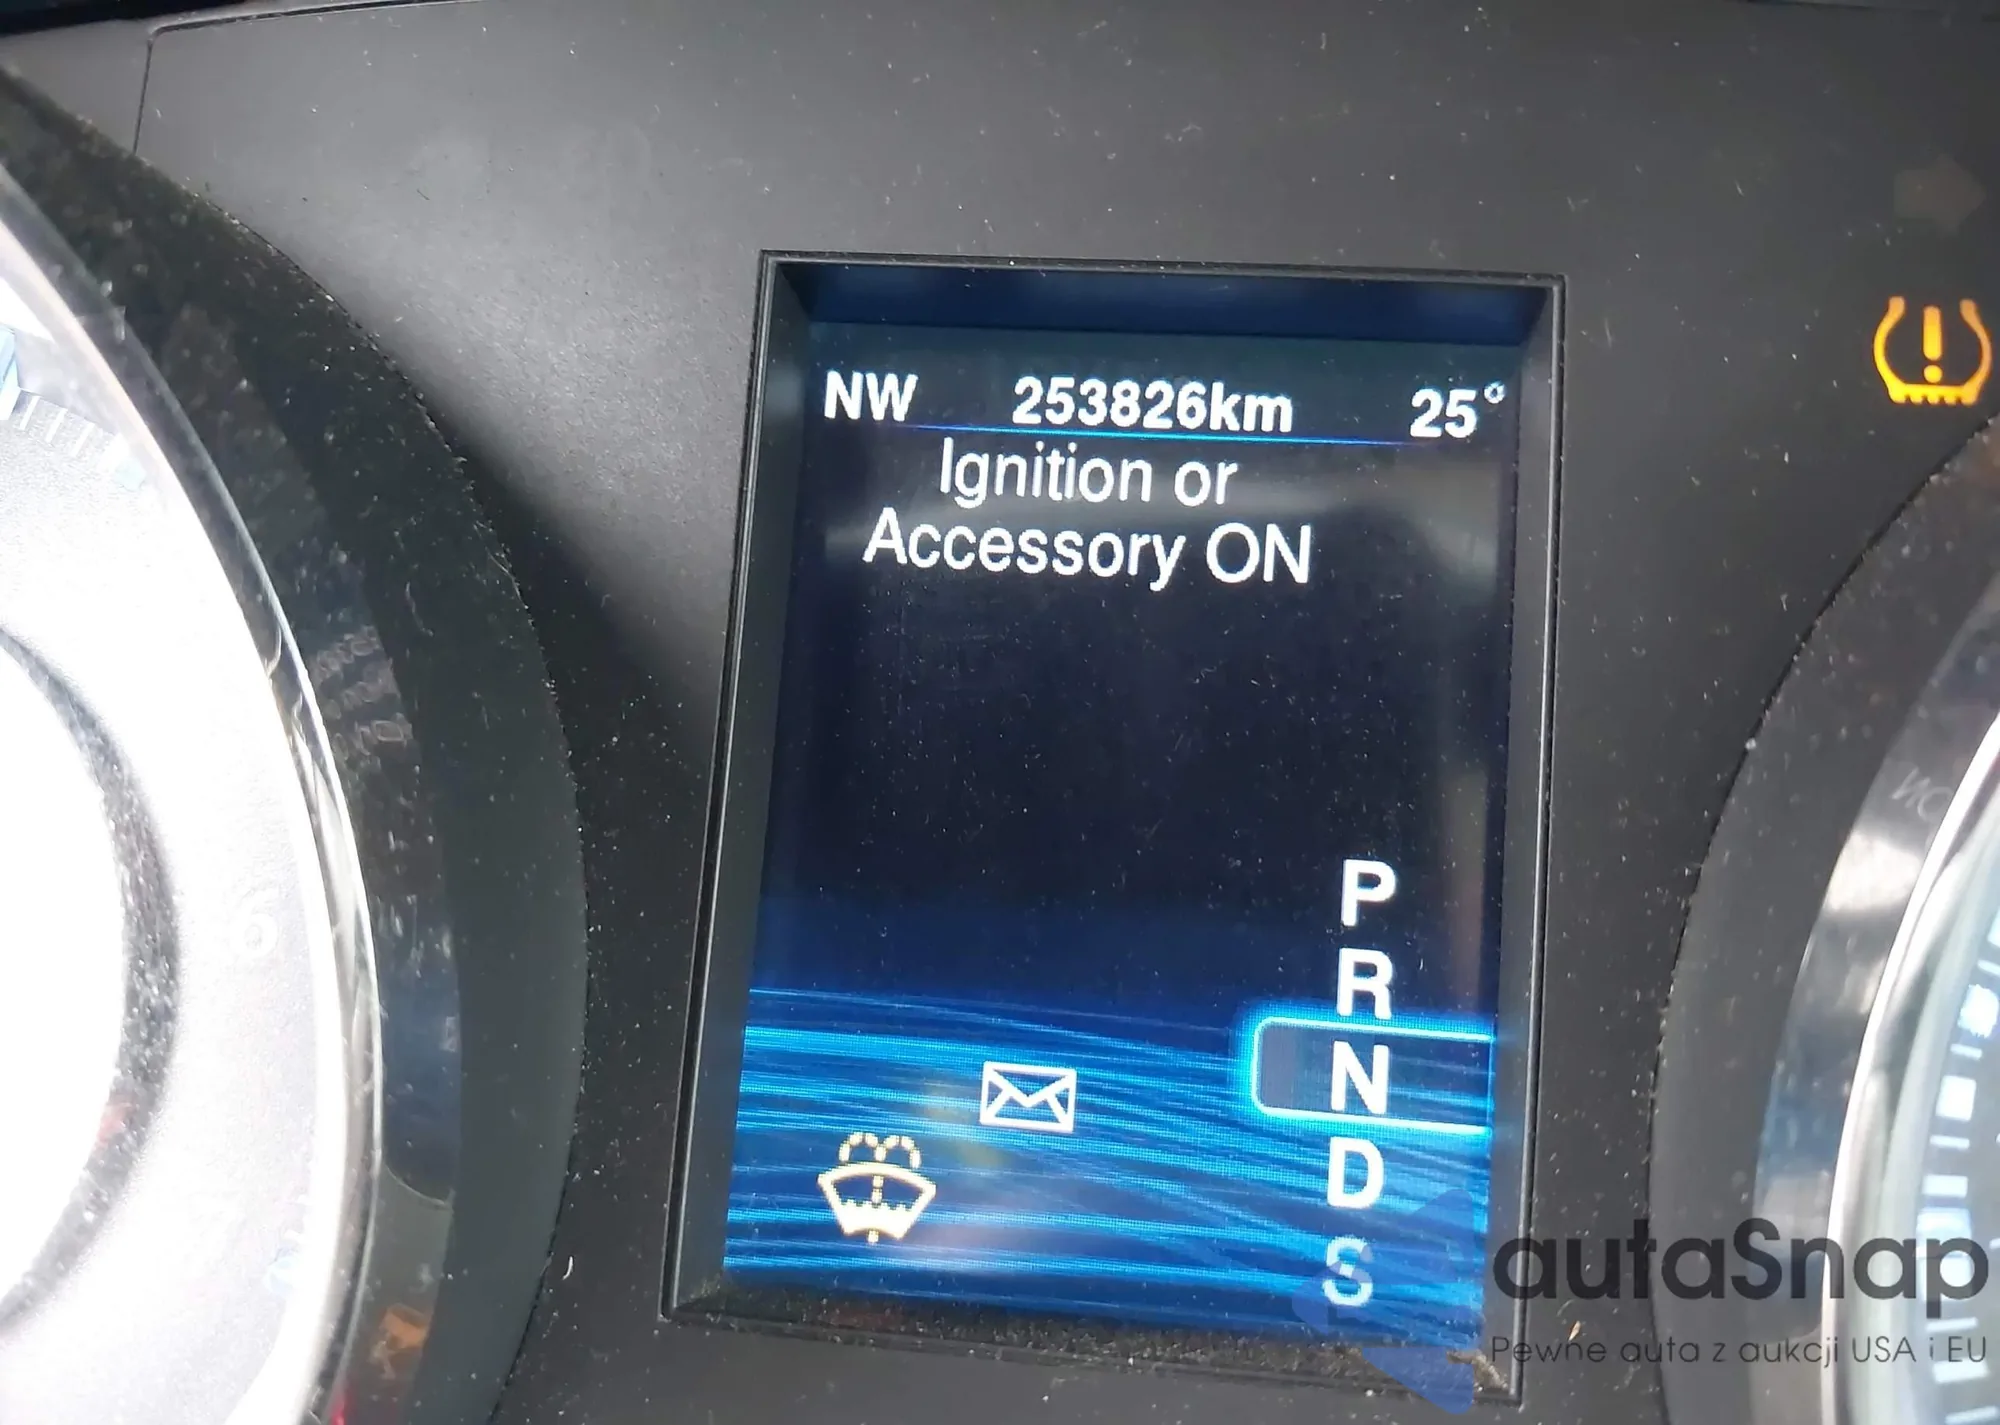 NW 253826km 25°
Ignition or
Accessory ON
P
R
N
D
S
autaSnap
Pewne auta z aukcji USA i EU